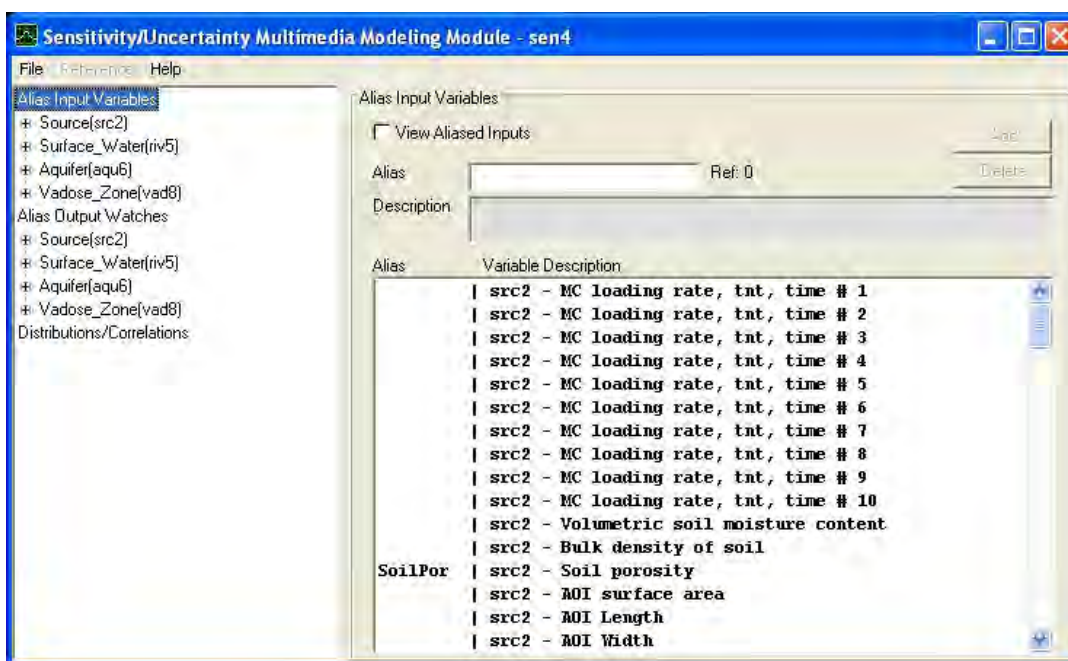 Sensitivity/Uncertainty Multimedia Modeling Module - sen4
File Reference Help
Alias Input Variables
+ Source(src2)
+ Surface_Water(riv5)
+ Aquifer(aqu6)
+ Vadose_Zone(vad8)
Alias Output Watches
+ Source(src2)
+ Surface_Water(riv5)
+ Aquifer(aqu6)
+ Vadose_Zone(vad8)
Distributions/Correlations
Alias Input Variables
View Aliased Inputs
Alias Ref: 0 Delete
Description
Alias Variable Description
| src2 - MC loading rate, tnt, time # 1
| src2 - MC loading rate, tnt, time # 2
| src2 - MC loading rate, tnt, time # 3
| src2 - MC loading rate, tnt, time # 4
| src2 - MC loading rate, tnt, time # 5
| src2 - MC loading rate, tnt, time # 6
| src2 - MC loading rate, tnt, time # 7
| src2 - MC loading rate, tnt, time # 8
| src2 - MC loading rate, tnt, time # 9
| src2 - MC loading rate, tnt, time # 10
| src2 - Volumetric soil moisture content
| src2 - Bulk density of soil
SoilPor | src2 - Soil porosity
| src2 - AOI surface area
| src2 - AOI Length
| src2 - AOI Width